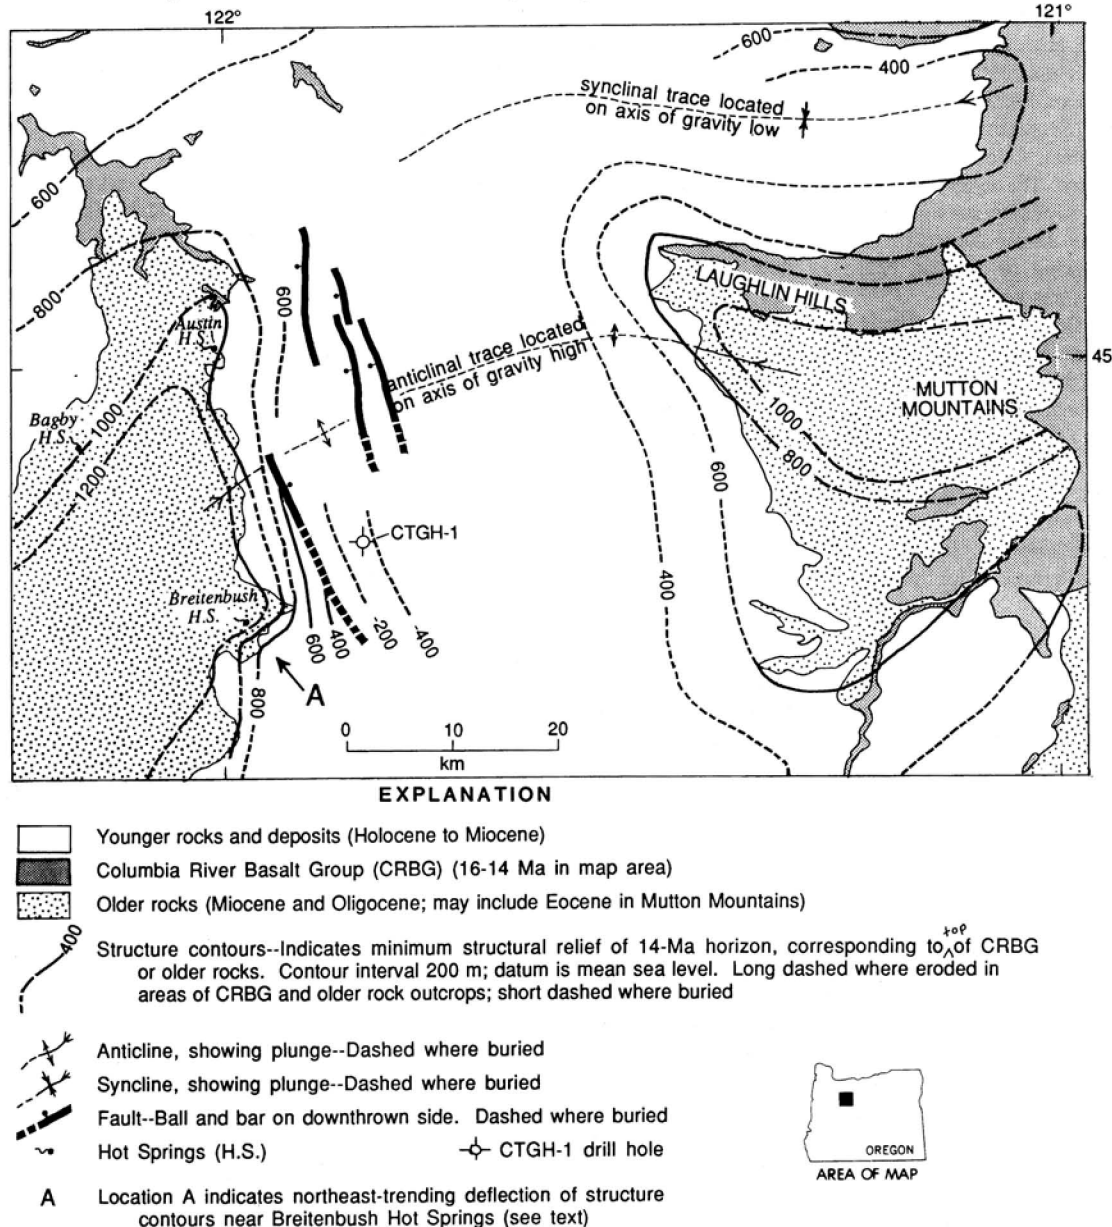 122°
121°
600
400
synclinal trace located
on axis of gravity low
600
800
600
LAUGHLIN HILLS
Austin
H.S.
anticlinal trace located
on axis of gravity high
45
MUTTON
MOUNTAINS
Bagby
H.S.
1000
1200
1000
800
600
CTGH-1
400
Breitenbush
H.S.
600
400
-200
-400
800
A
0 10 20
km
EXPLANATION
Younger rocks and deposits (Holocene to Miocene)
Columbia River Basalt Group (CRBG) (16-14 Ma in map area)
Older rocks (Miocene and Oligocene; may include Eocene in Mutton Mountains)
400
Structure contours--Indicates minimum structural relief of 14-Ma horizon, corresponding to top of CRBG
or older rocks. Contour interval 200 m; datum is mean sea level. Long dashed where eroded in
areas of CRBG and older rock outcrops; short dashed where buried
Anticline, showing plunge--Dashed where buried
Syncline, showing plunge--Dashed where buried
Fault--Ball and bar on downthrown side. Dashed where buried
Hot Springs (H.S.) CTGH-1 drill hole
OREGON
AREA OF MAP
A Location A indicates northeast-trending deflection of structure
contours near Breitenbush Hot Springs (see text)